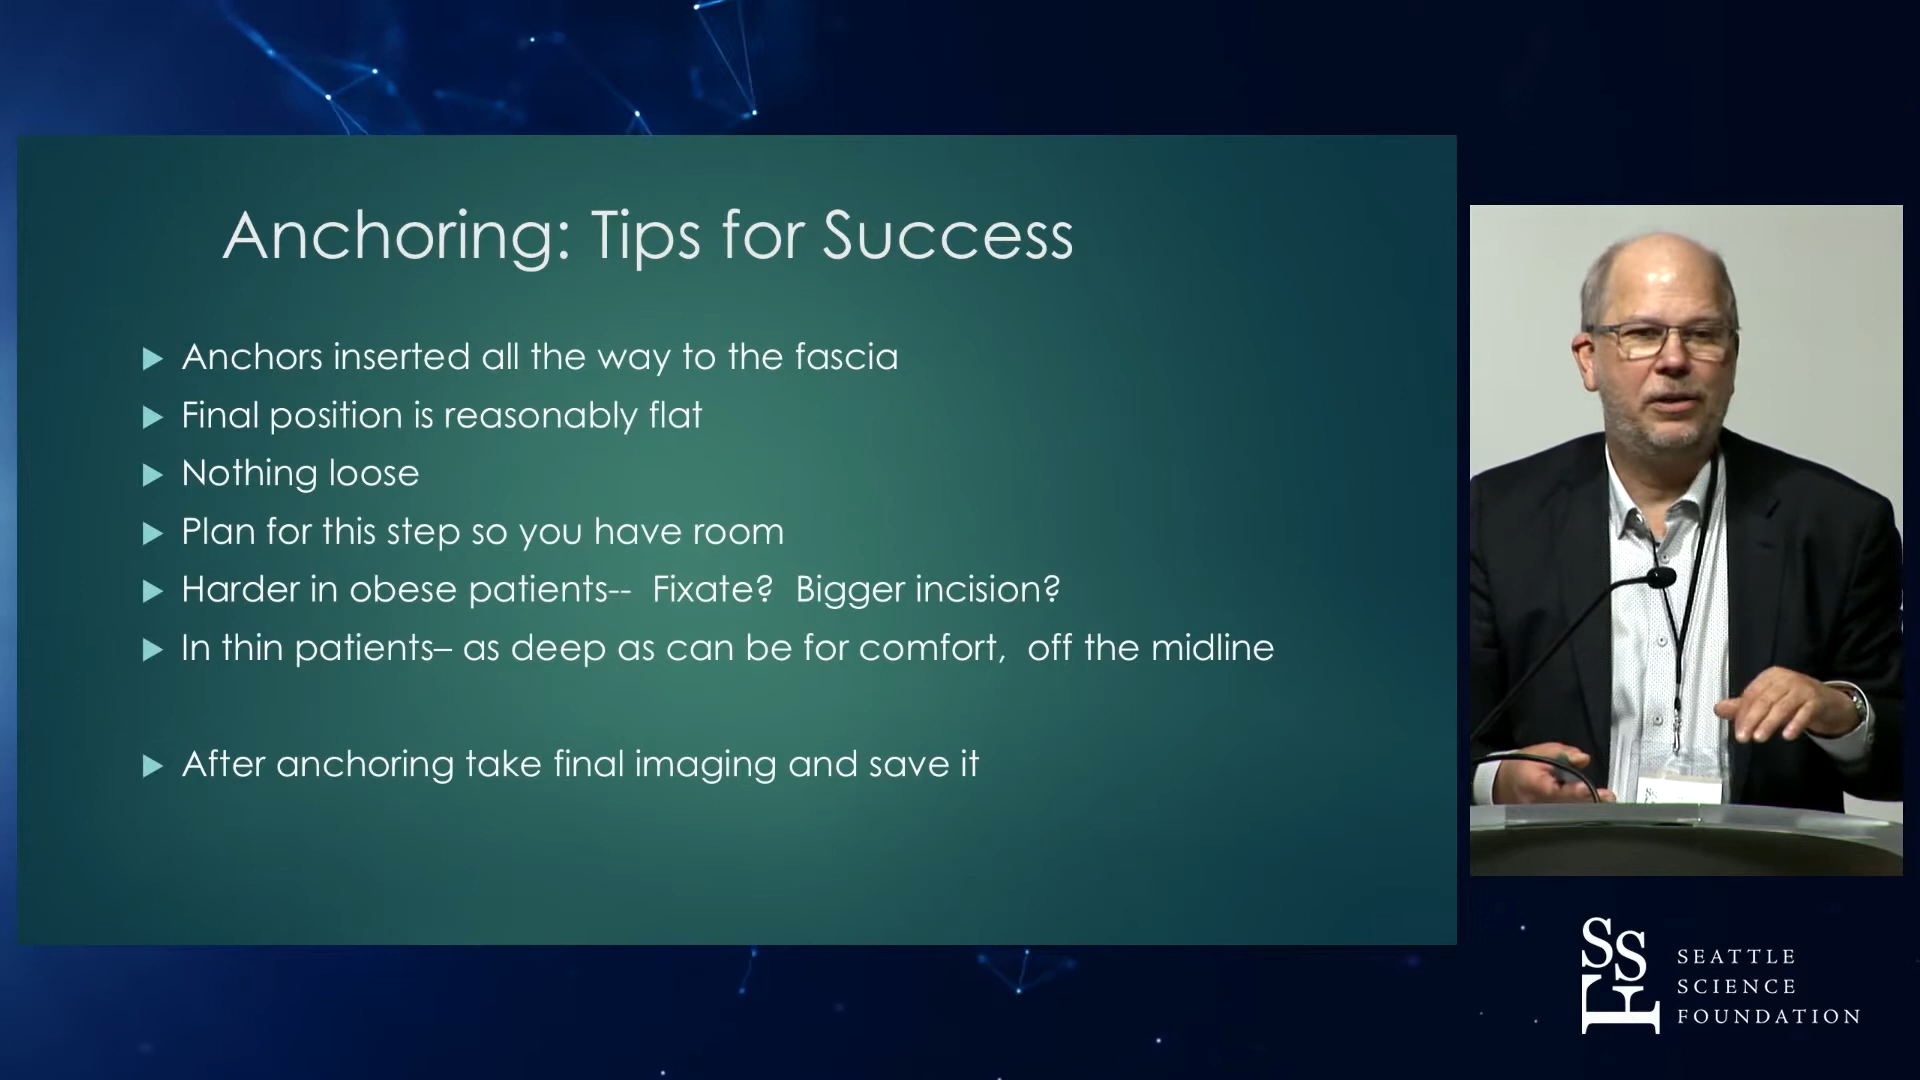 Anchoring: Tips for Success
Anchors inserted all the way to the fascia
Final position is reasonably flat
Nothing loose
Plan for this step so you have room
Harder in obese patients-- Fixate? Bigger incision?
In thin patients– as deep as can be for comfort, off the midline
After anchoring take final imaging and save it
SSF
SEATTLE
SCIENCE
FOUNDATION